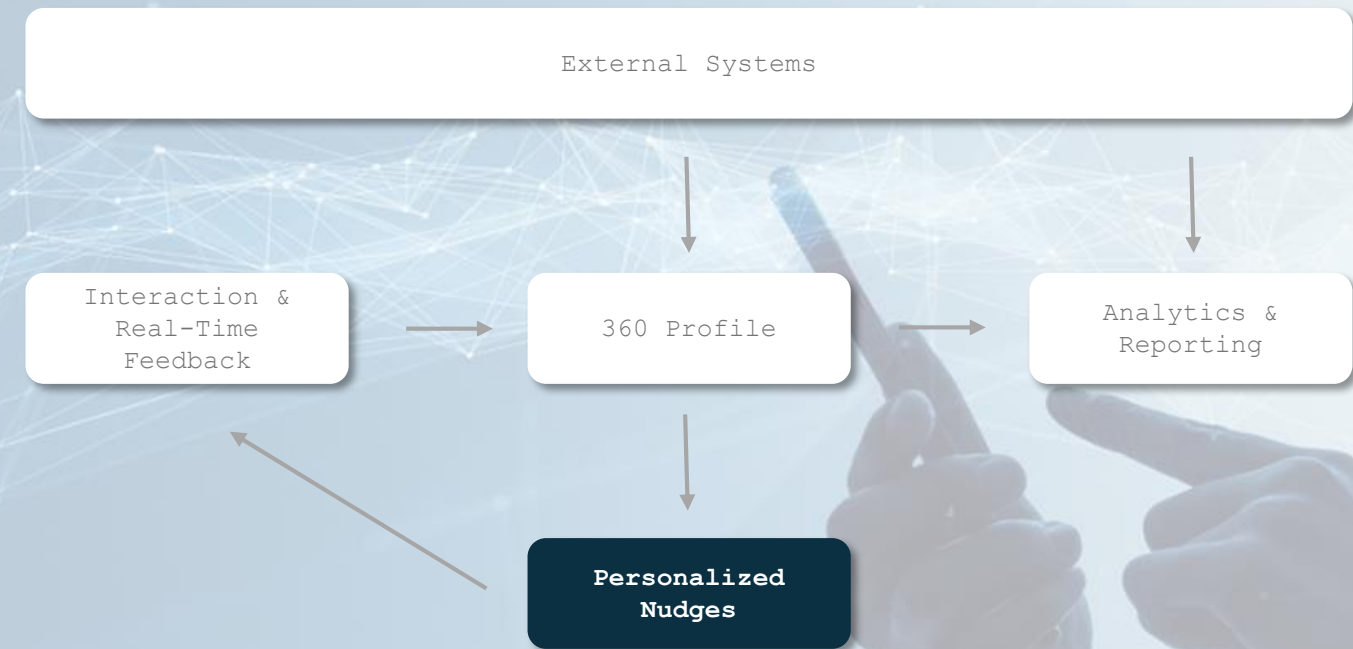 External Systems
Interaction &
Real-Time
Feedback
360 Profile
Analytics &
Reporting
Personalized
Nudges